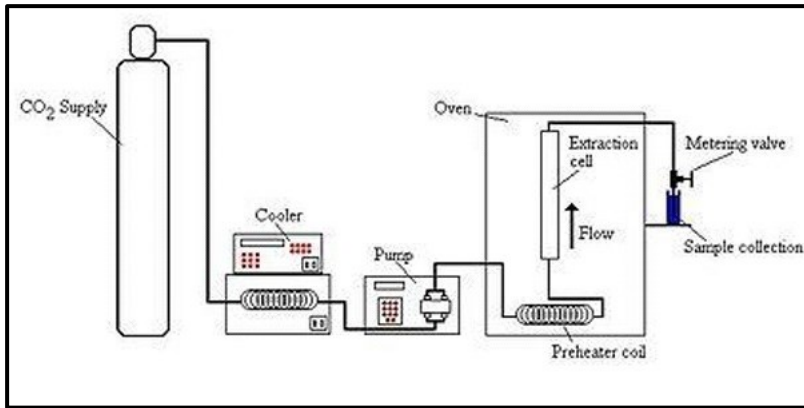 CO2 Supply
Cooler
Pump
Oven
Extraction
cell
Flow
Preheater coil
Metering valve
Sample collection